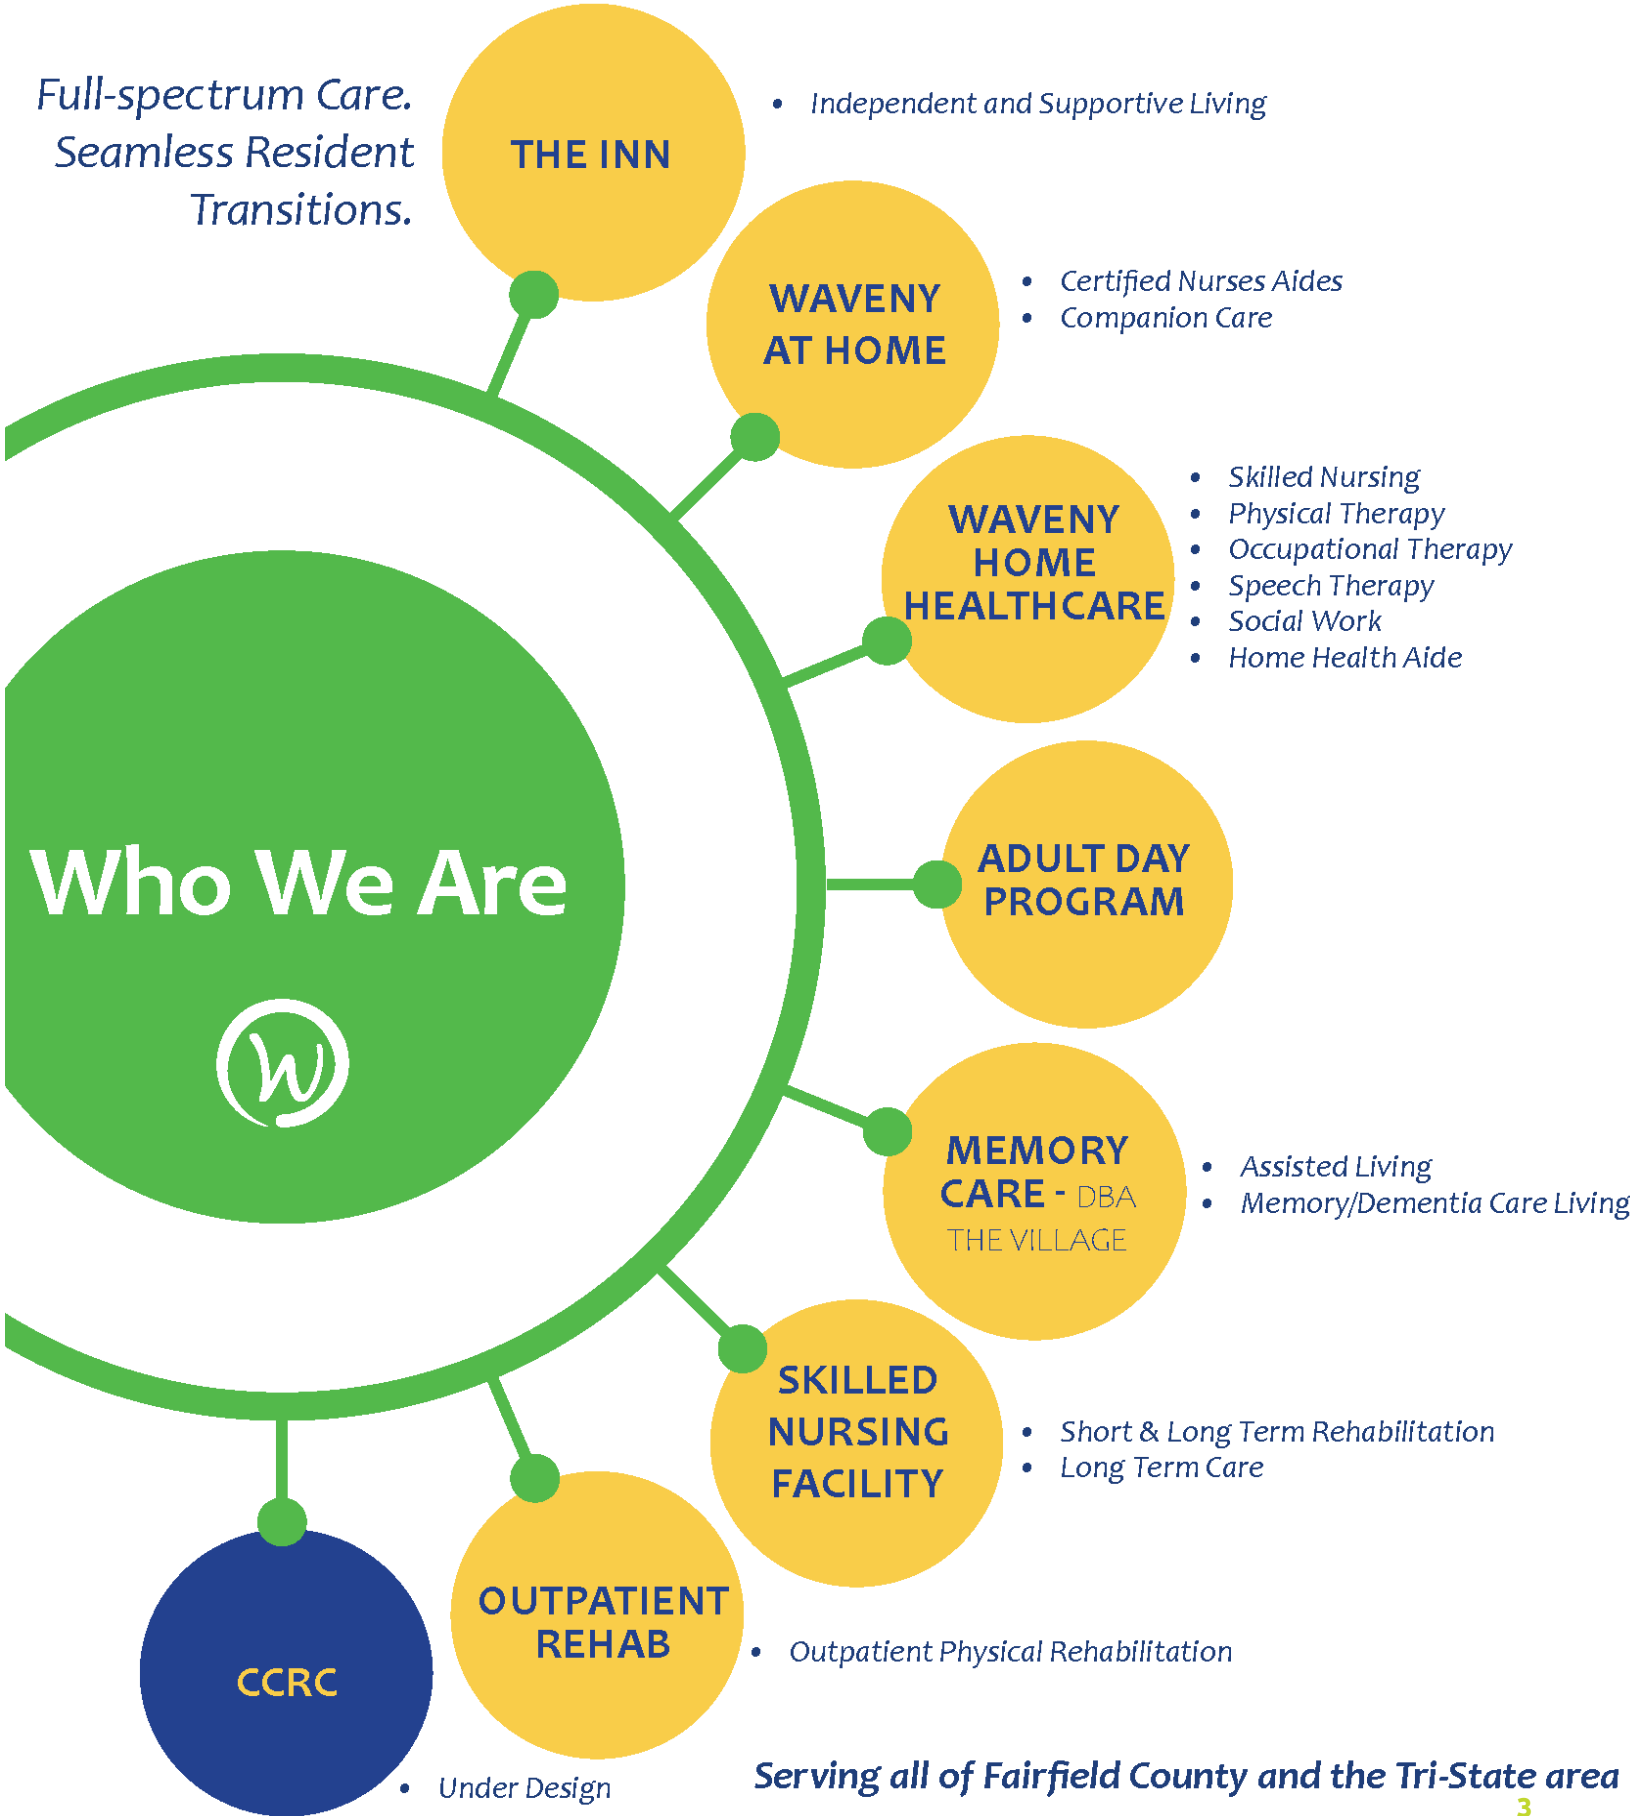 Full-spectrum Care.
Seamless Resident
Transitions.
THE INN
• Independent and Supportive Living
WAVENY
AT HOME
• Certified Nurses Aides
• Companion Care
WAVENY
HOME
HEALTHCARE
• Skilled Nursing
• Physical Therapy
• Occupational Therapy
• Speech Therapy
• Social Work
• Home Health Aide
Who We Are
W
ADULT DAY
PROGRAM
MEMORY
CARE - DBA
THE VILLAGE
• Assisted Living
• Memory/Dementia Care Living
SKILLED
NURSING
FACILITY
• Short & Long Term Rehabilitation
• Long Term Care
OUTPATIENT
REHAB
• Outpatient Physical Rehabilitation
CCRC
• Under Design
Serving all of Fairfield County and the Tri-State area
3